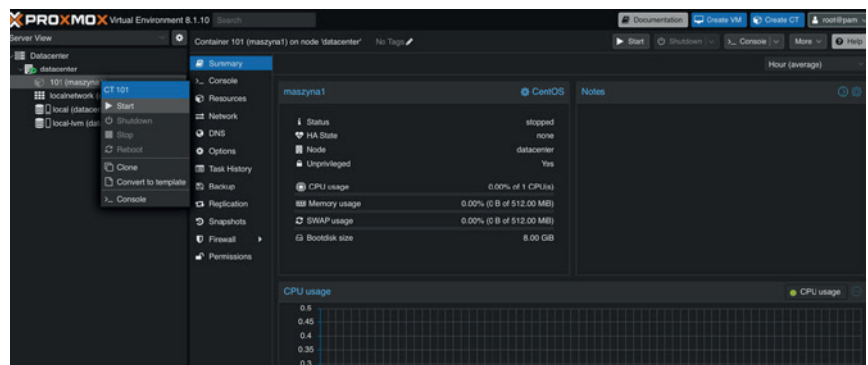 PROXMOX Virtual Environment 8.1.10 Search Documentation Create VM Create CT root@pam
Server View Container 101 (maszyna1) on node 'datacenter' No Tags Start Shutdown Console More Help
Datacenter
datacenter
101 (maszyna
localnetwork (
local (datacer
local-lvm (dat
CT 101
Start
Shutdown
Stop
Reboot
Clone
Convert to template
Console
Summary
Console
Resources
Network
DNS
Options
Task History
Backup
Replication
Snapshots
Firewall
Permissions
Hour (average)
maszyna1 CentOS
Status stopped
HA State none
Node datacenter
Unprivileged Yes
CPU usage 0.00% of 1 CPU(s)
Memory usage 0.00% (0 B of 512.00 MiB)
SWAP usage 0.00% (0 B of 512.00 MiB)
Bootdisk size 8.00 GiB
Notes
CPU usage CPU usage
0.5
0.45
0.4
0.35
0.3